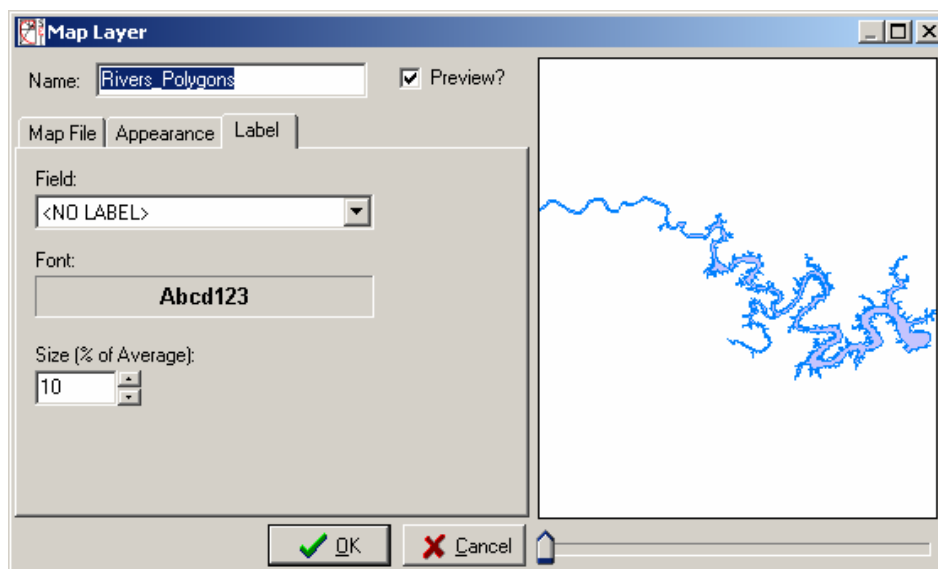 Map Layer
Name: Rivers_Polygons
Preview?
Map File Appearance Label
Field:
<NO LABEL>
Font:
Abcd123
Size (% of Average):
10
OK Cancel